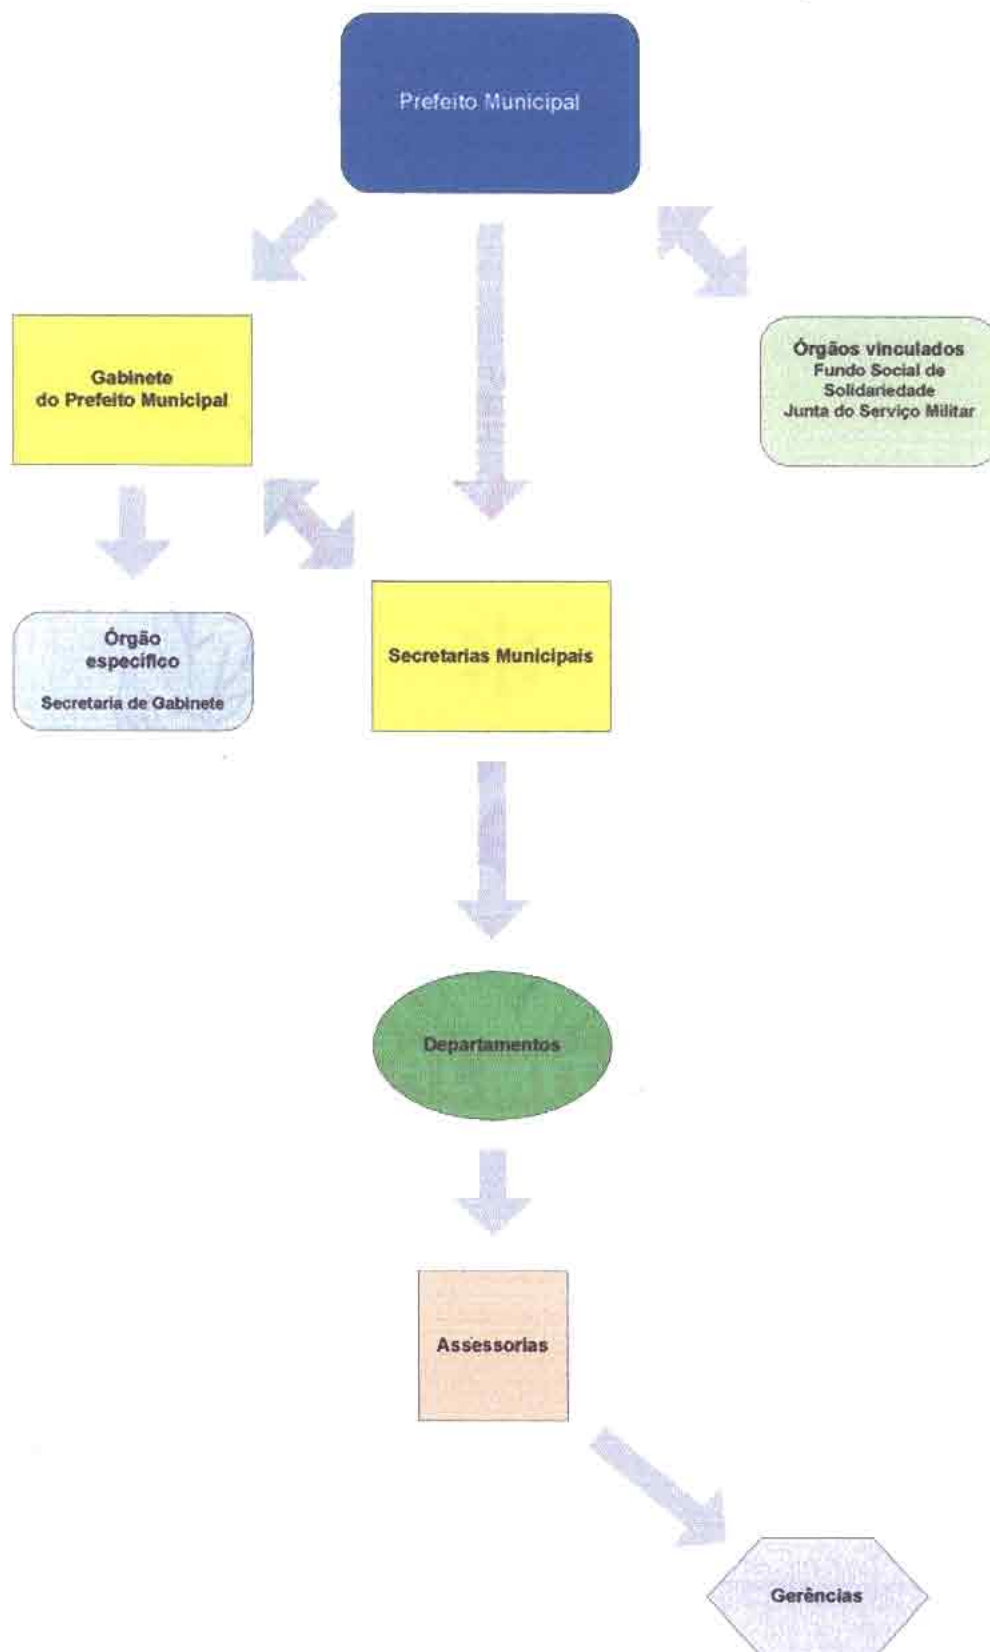 Prefeito Municipal
Gabinete
do Prefeito Municipal
Órgãos vinculados
Fundo Social de
Solidariedade
Junta do Serviço Militar
Órgão
específico
Secretaria de Gabinete
Secretarias Municipais
Departamentos
Assessorias
Gerências